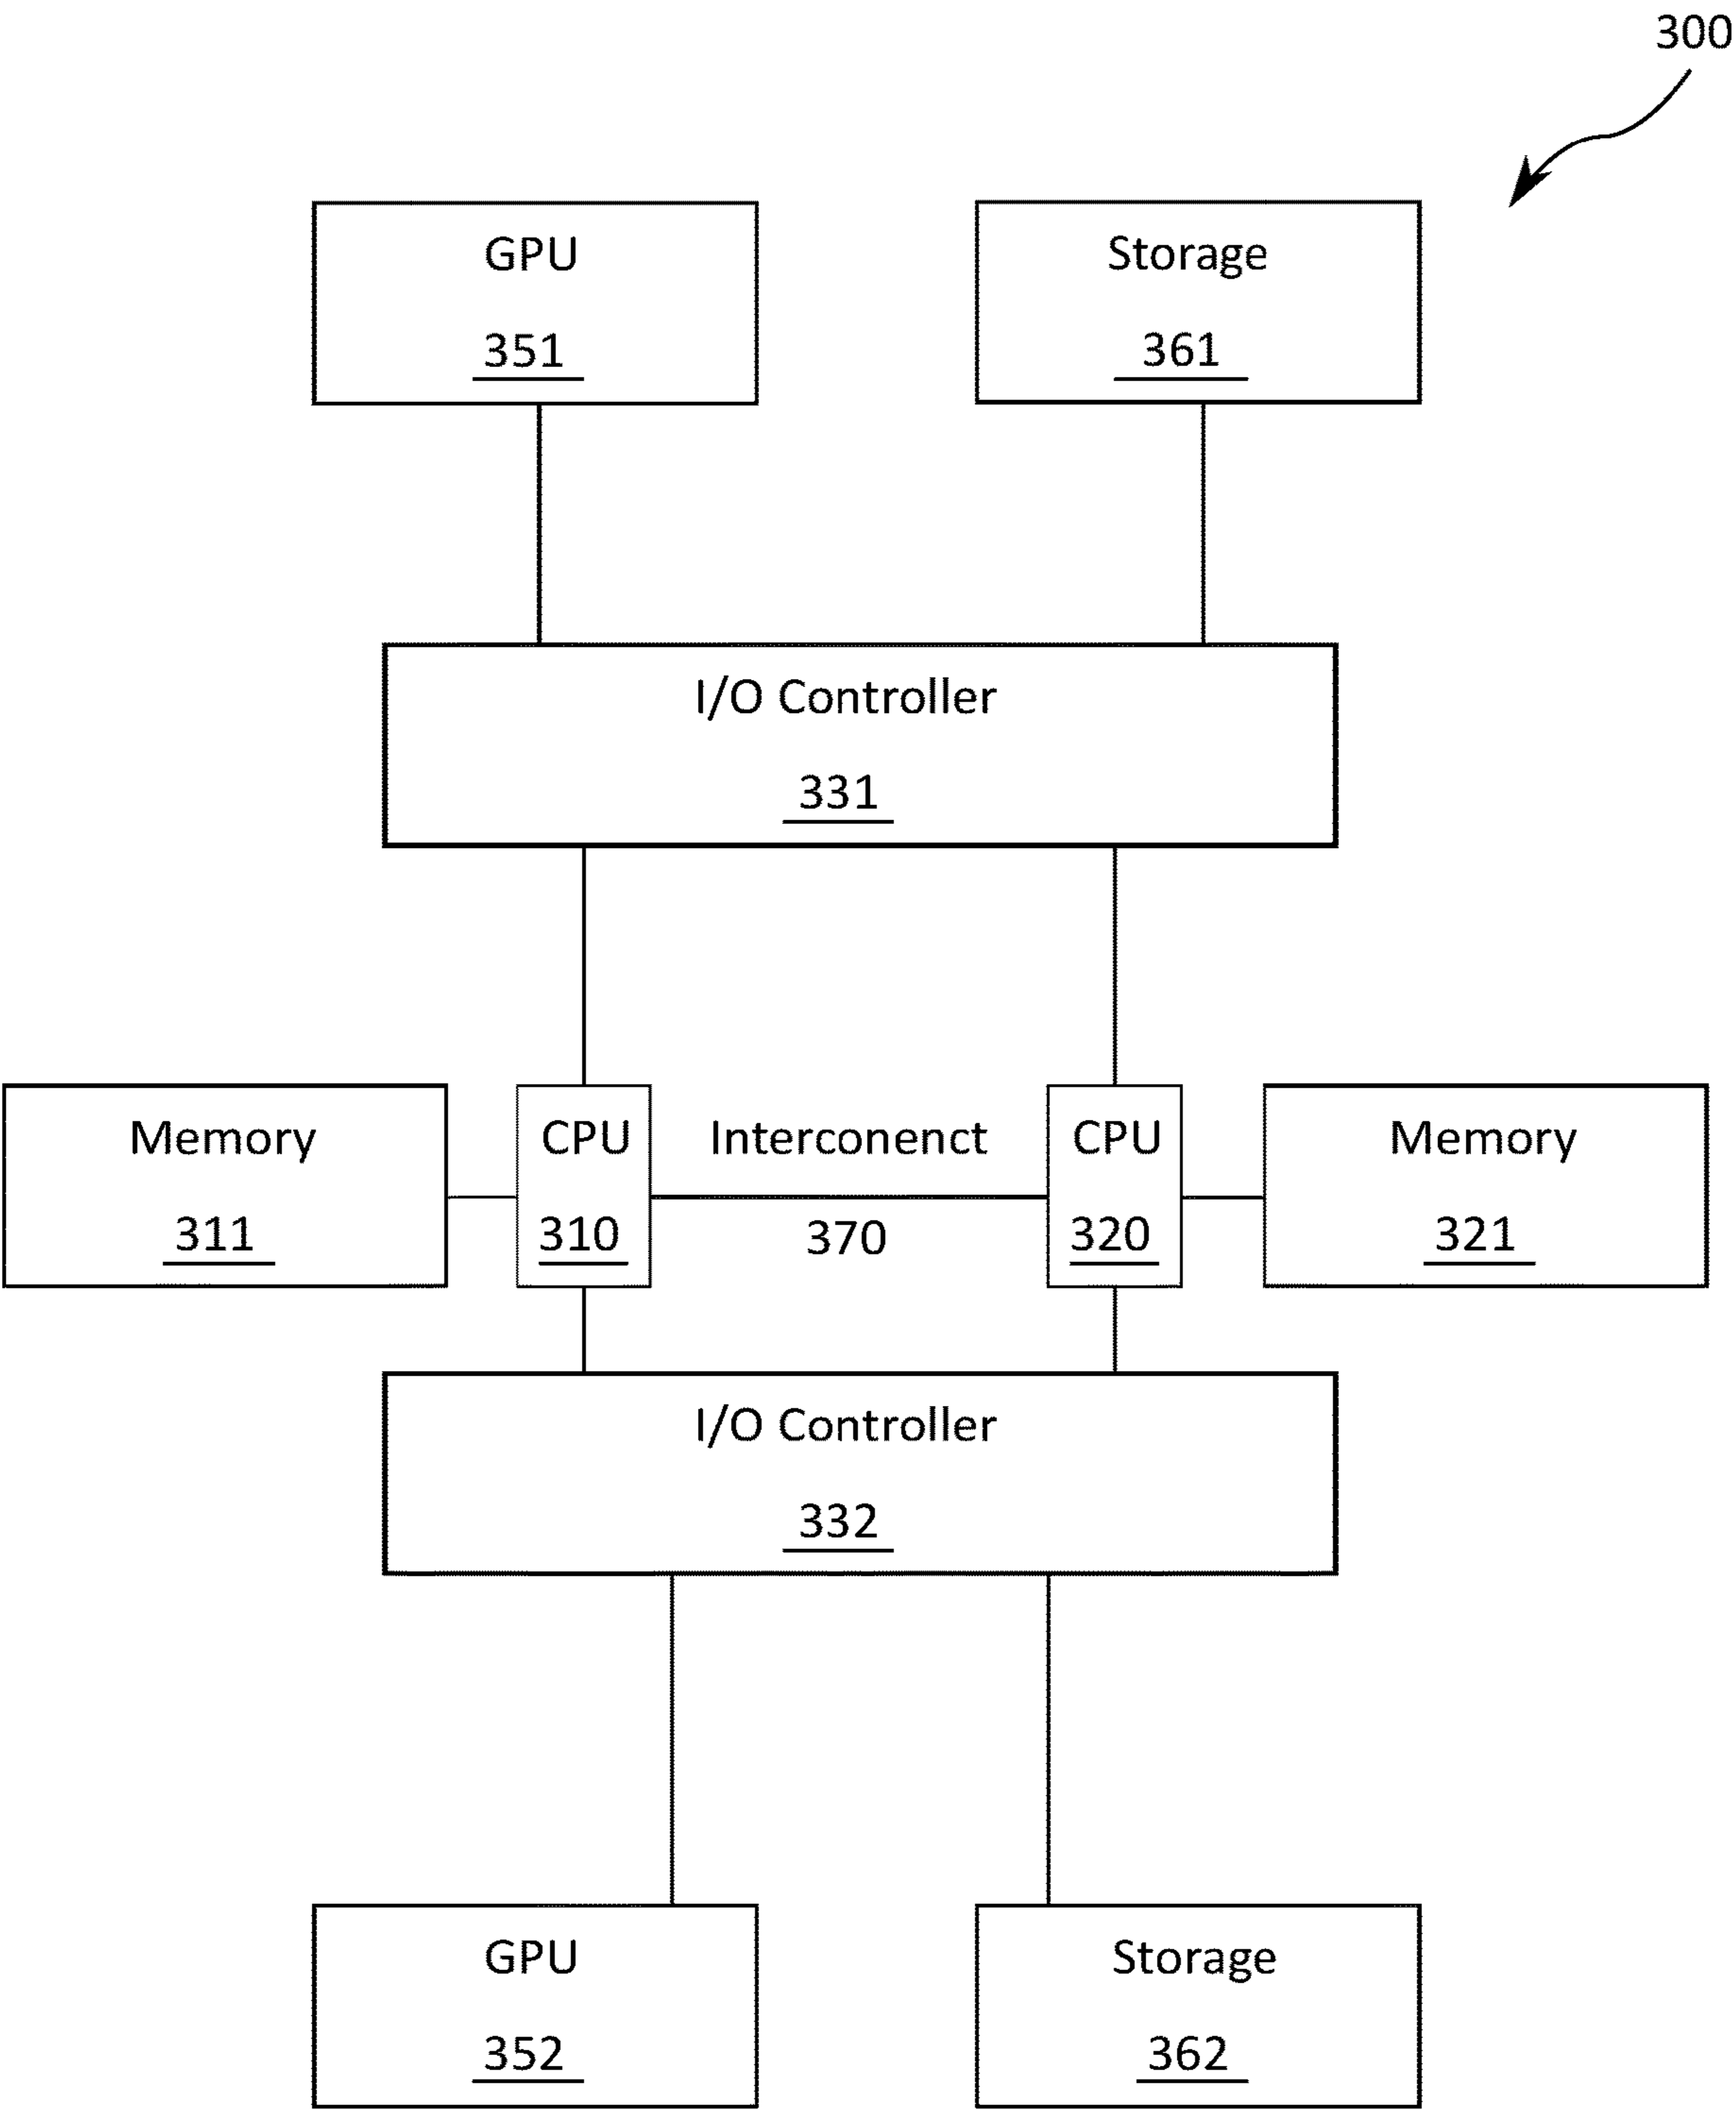 300
GPU
351
Storage
361
I/O Controller
331
Memory
311
CPU
310
Interconenct
370
CPU
320
Memory
321
I/O Controller
332
GPU
352
Storage
362